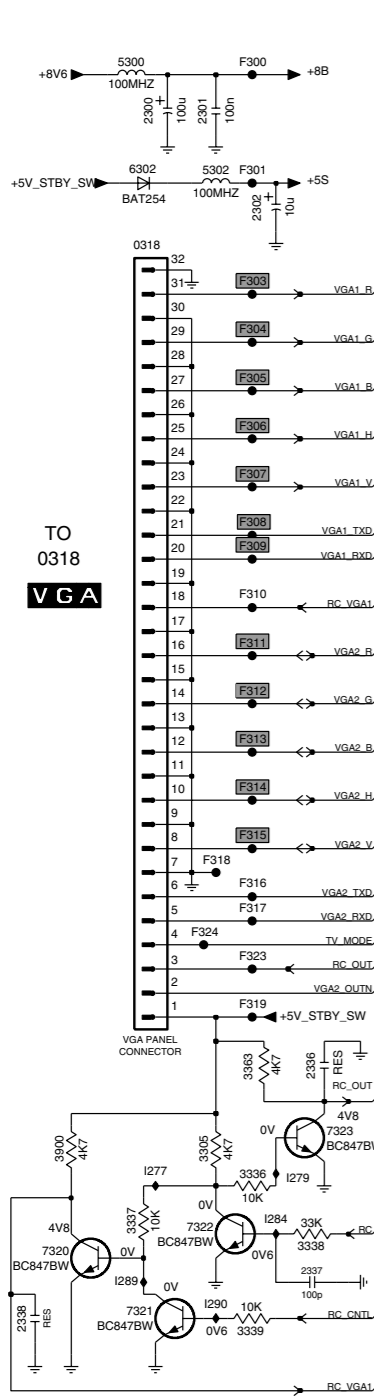 +8V6 5300 100MHZ F300 +8B
2300 100u 2301 100n
+5V_STBY_SW 6302 BAT254 5302 100MHZ F301 +5S
2302 10u
0318
32
31 F303 VGA1_R
30
29 F304 VGA1_G
28
27 F305 VGA1_B
26
25 F306 VGA1_H
24
23 F307 VGA1_V
22
21 F308 VGA1_TXD
20 F309 VGA1_RXD
19
18 F310 RC_VGA1
17
16 F311 VGA2_R
15
14 F312 VGA2_G
13
12 F313 VGA2_B
11
10 F314 VGA2_H
9
8 F315 VGA2_V
7 F318
6 F316 VGA2_TXD
5 F317 VGA2_RXD
4 F324 TV_MODE
3 F323 RC_OUT
2 VGA2_OUTN
1 F319 +5V_STBY_SW
TO
0318
VGA
VGA PANEL
CONNECTOR
3363 4K7 2336 RES
RC_OUT
4V8
3900 4K7 3305 4K7 0V 7323
BC847BW
I277 3336 10K I279
3337 10K 0V I284 33K RC_
4V8 7322 3338
7320 0V BC847BW 0V6
BC847BW I289 0V 2337 100p
2338 RES 7321 I290 10K RC_CNTL
BC847BW 0V6 3339
RC_VGA1